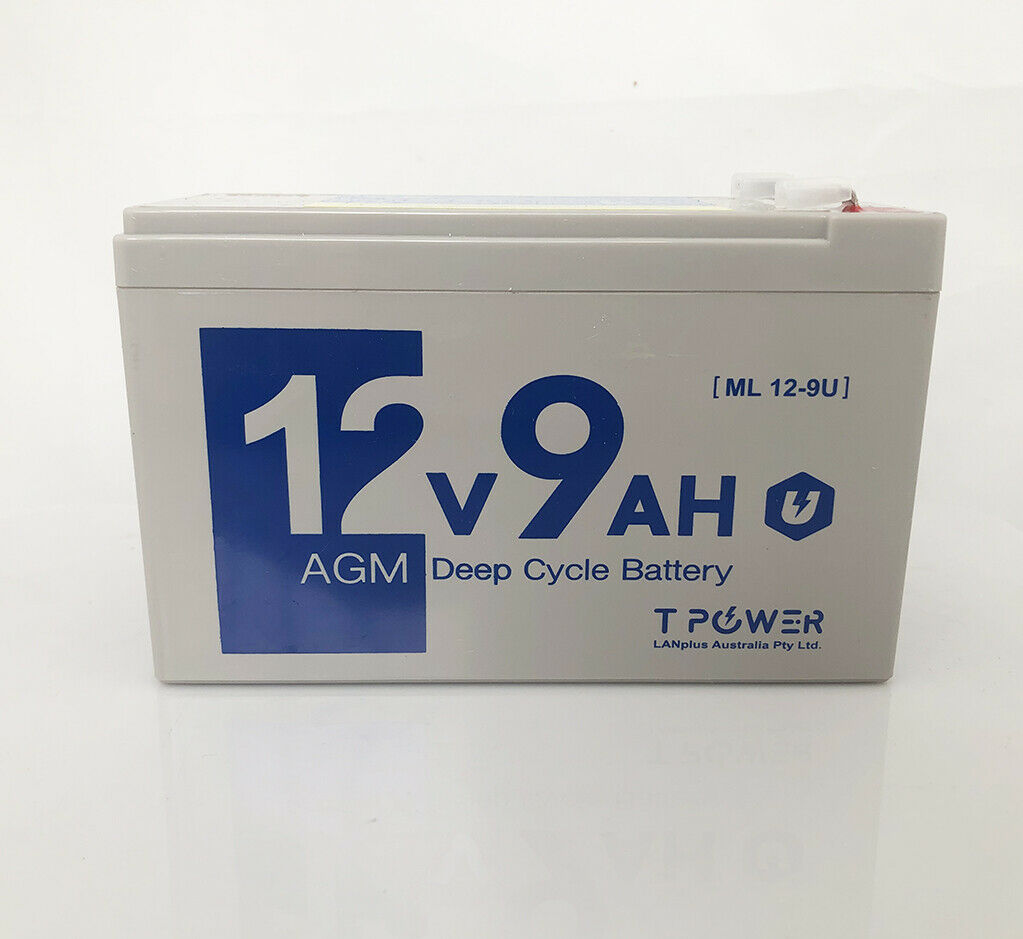 [ ML 12-9U ]
12V9AH
AGM Deep Cycle Battery
T POWER
LANplus Australia Pty Ltd.